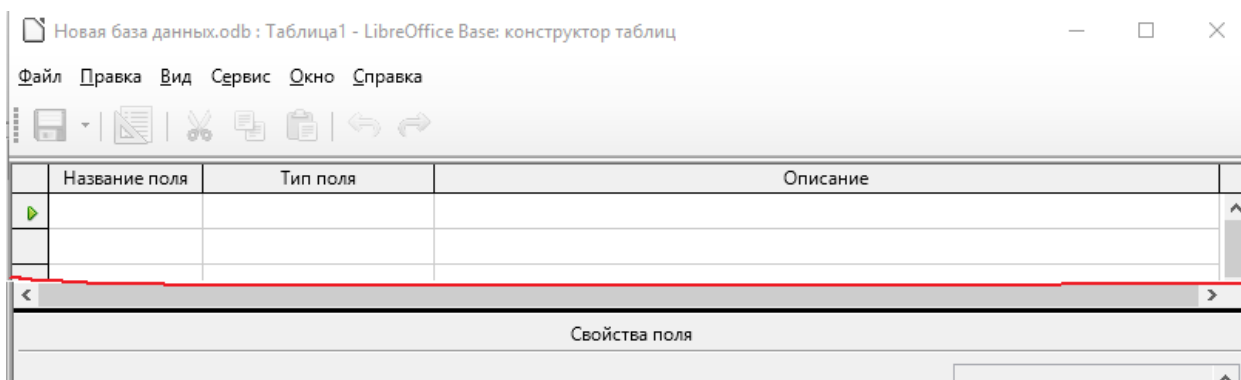 Новая база данных.odb : Таблица1 - LibreOffice Base: конструктор таблиц
Файл Правка Вид Сервис Окно Справка
Название поля Тип поля Описание
Свойства поля